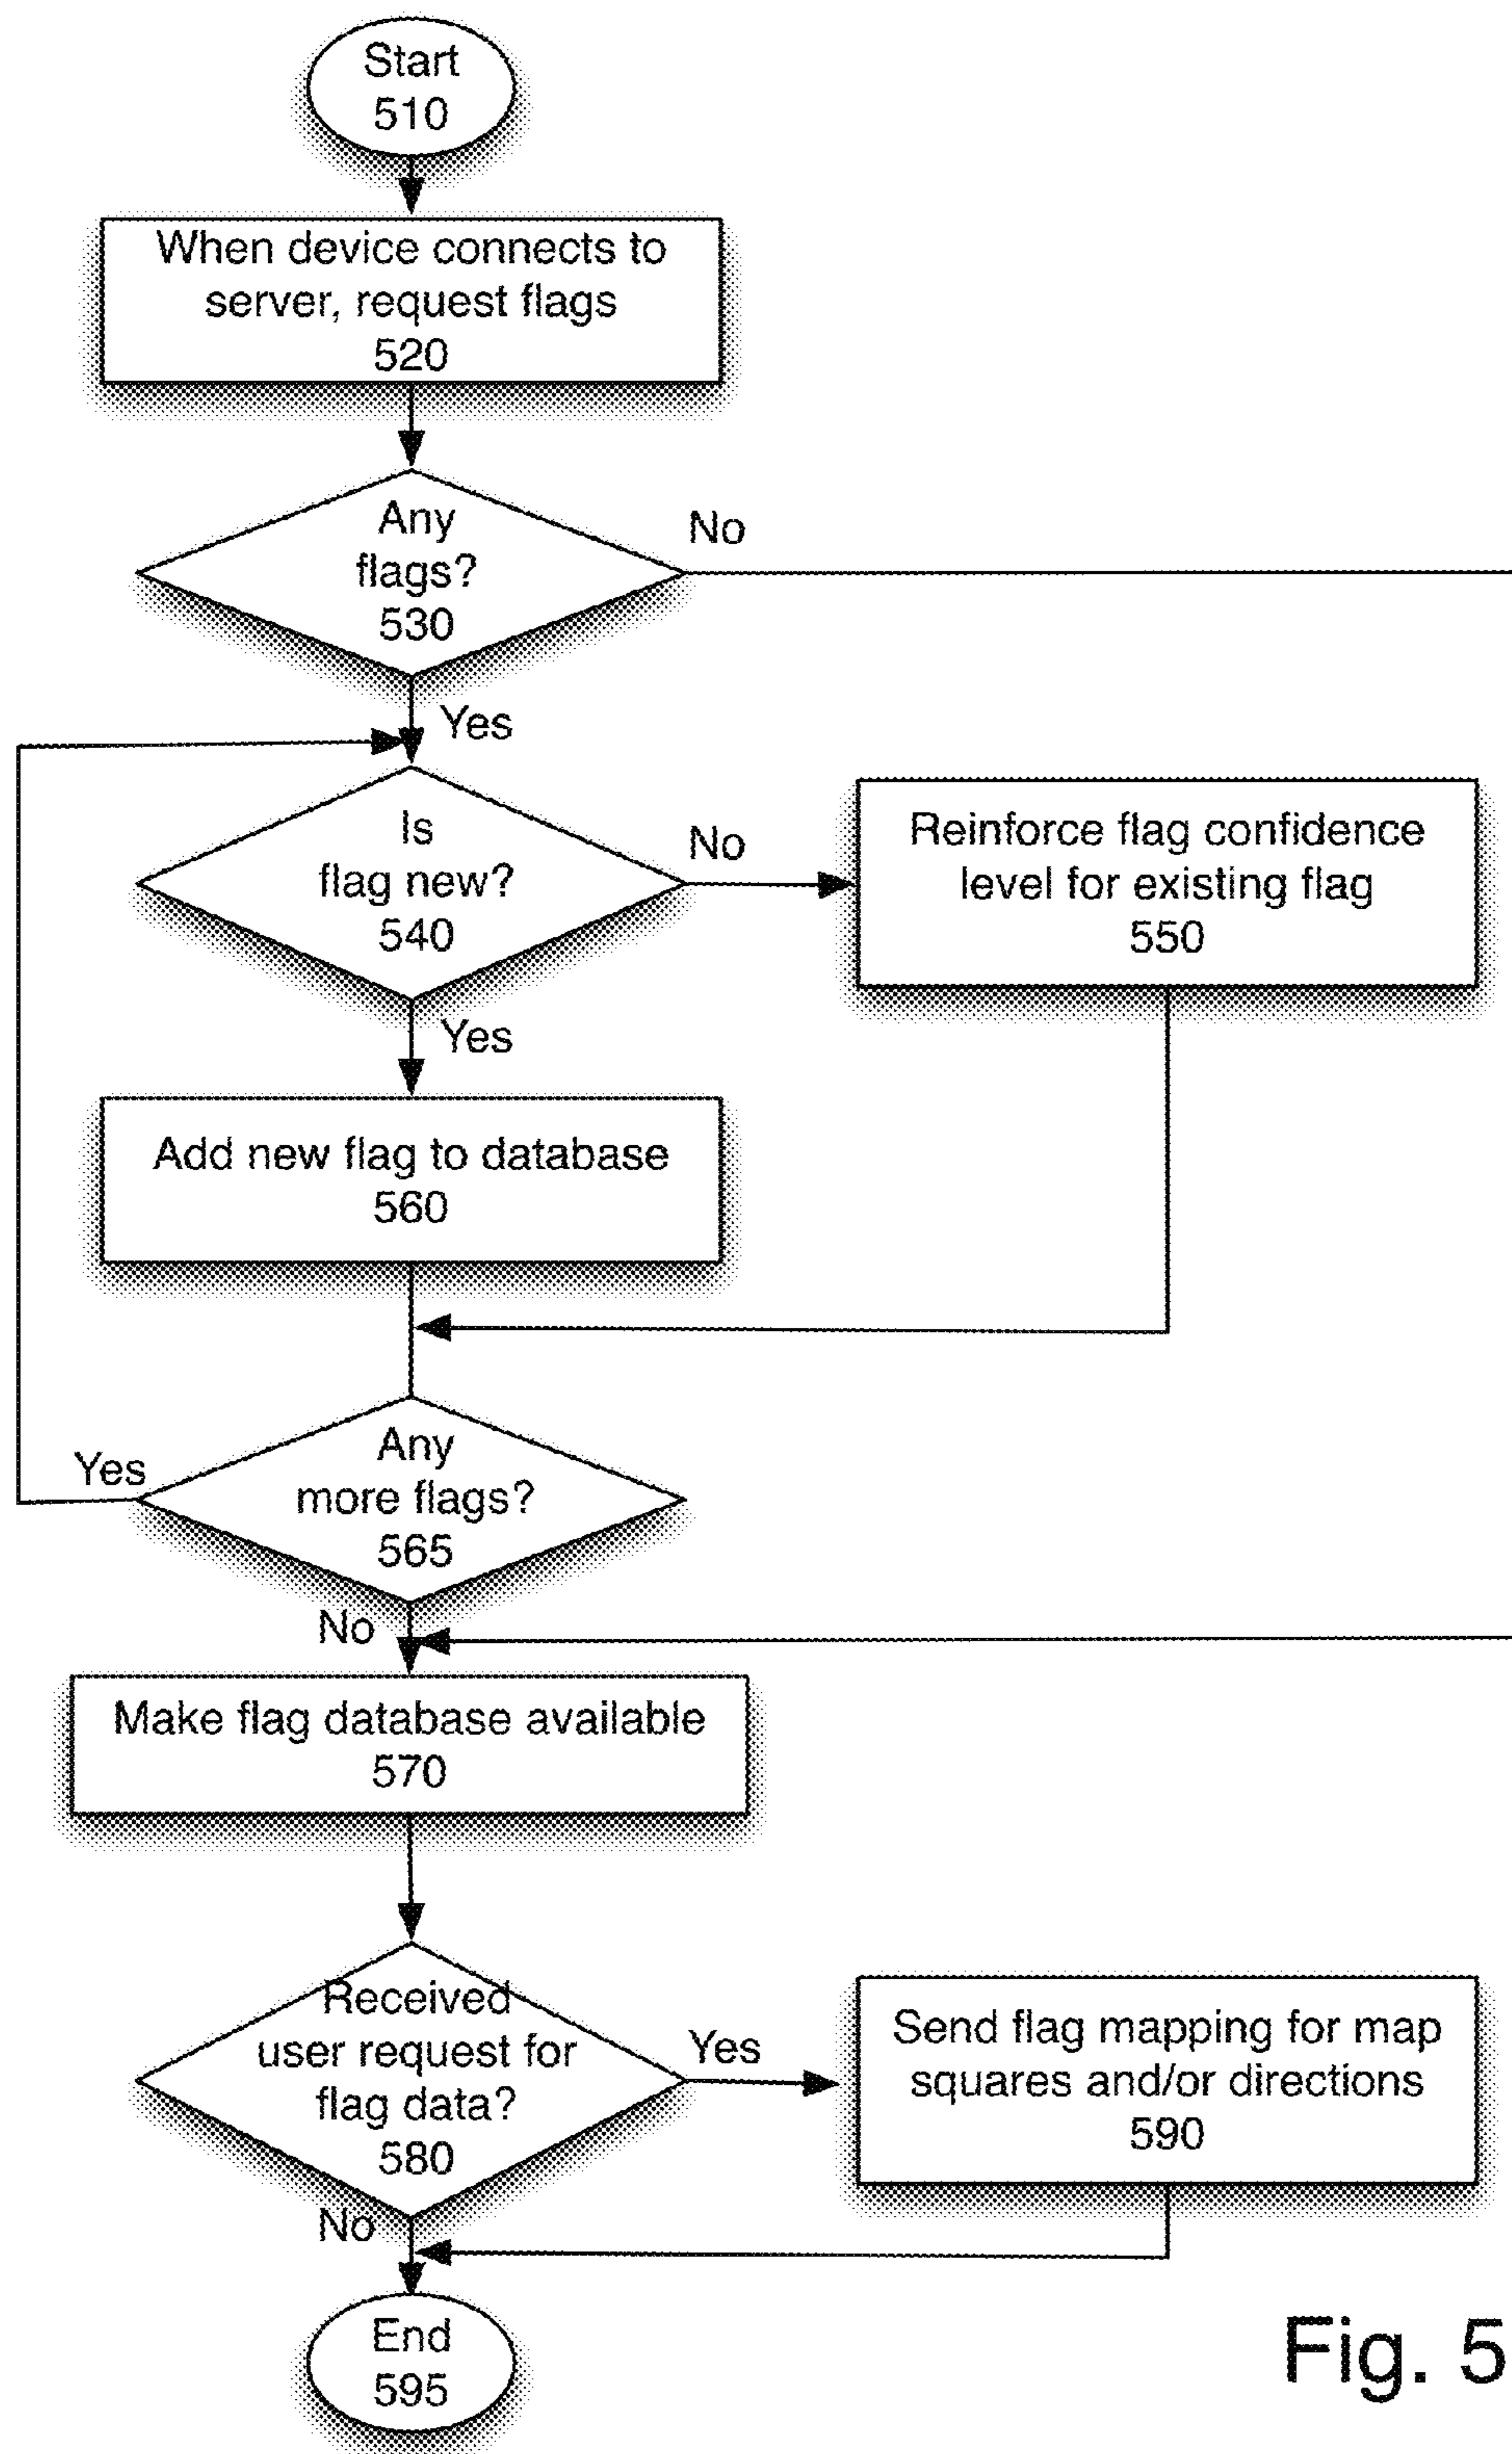 Start
510
When device connects to
server, request flags
520
Any
flags?
530
No
Yes
Is
flag new?
540
No
Reinforce flag confidence
level for existing flag
550
Yes
Add new flag to database
560
Any
more flags?
565
Yes
No
Make flag database available
570
Received
user request for
flag data?
580
Yes
Send flag mapping for map
squares and/or directions
590
No
End
595
Fig. 5